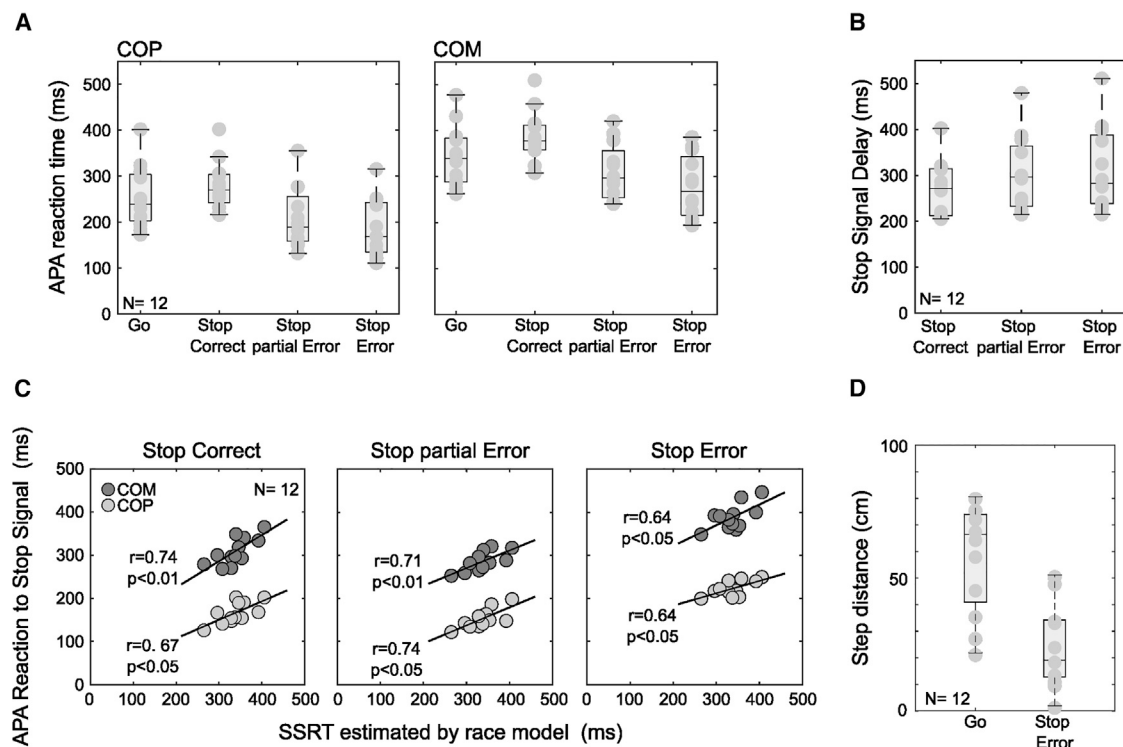 A
COP
COM
APA reaction time (ms)
500
400
300
200
100
0
N= 12
Go
Stop
Correct
Stop
partial Error
Stop
Error
Go
Stop
Correct
Stop
partial Error
Stop
Error
B
Stop Signal Delay (ms)
500
400
300
200
100
0
N= 12
Stop
Correct
Stop
partial Error
Stop
Error
C
APA Reaction to Stop Signal (ms)
Stop Correct
Stop partial Error
Stop Error
500
400
300
200
100
0
COM
COP
N= 12
r=0.74
p<0.01
r=0. 67
p<0.05
r=0.71
p<0.01
r=0.74
p<0.05
r=0.64
p<0.05
r=0.64
p<0.05
0 100 200 300 400 500
0 100 200 300 400 500
0 100 200 300 400 500
SSRT estimated by race model (ms)
D
Step distance (cm)
100
50
0
N= 12
Go
Stop
Error